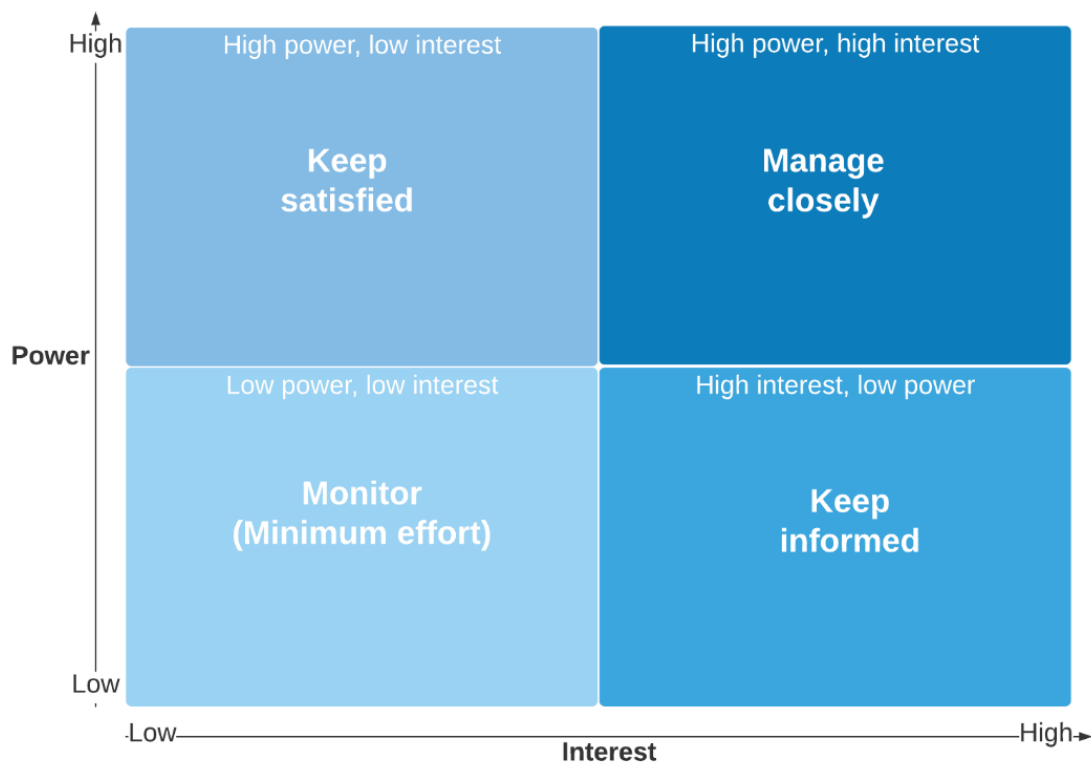 High
High power, low interest
High power, high interest
Keep
satisfied
Manage
closely
Power
Low power, low interest
High interest, low power
Monitor
(Minimum effort)
Keep
informed
Low
Low
High
Interest